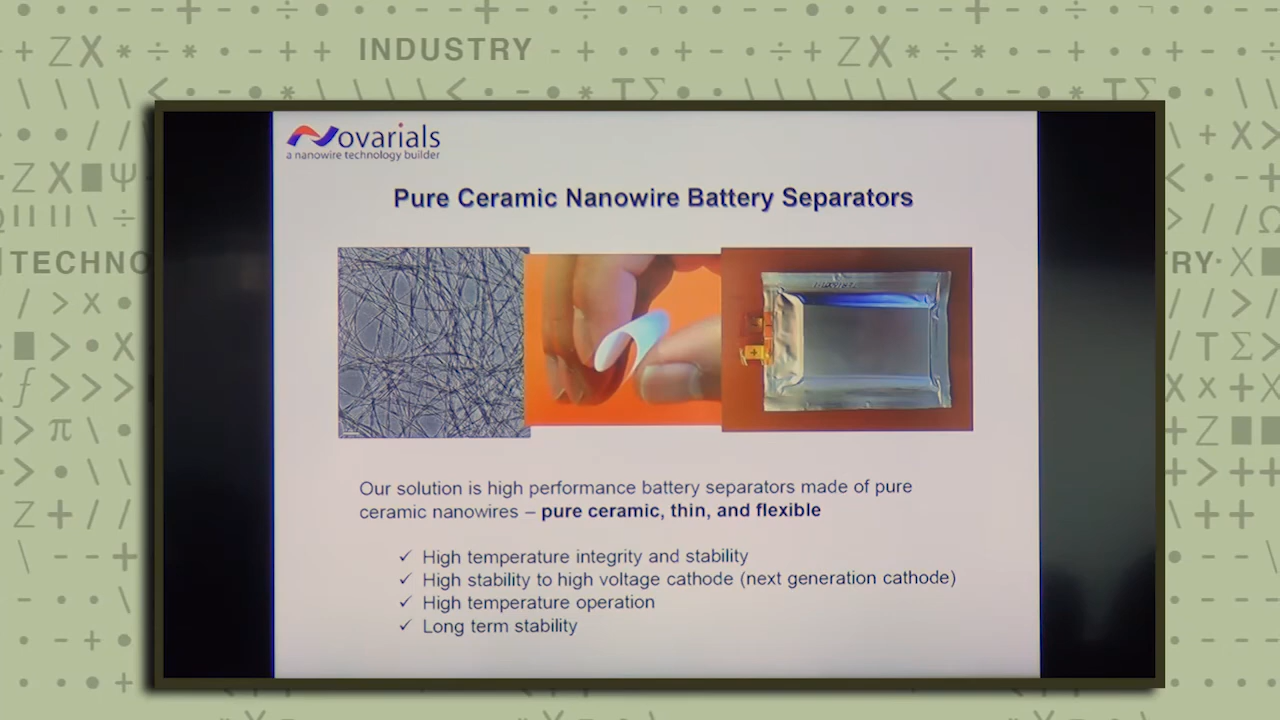 INDUSTRY
TECHNO
RY
Novarials
a nanowire technology builder
Pure Ceramic Nanowire Battery Separators
Our solution is high performance battery separators made of pure
ceramic nanowires – pure ceramic, thin, and flexible
✓ High temperature integrity and stability
✓ High stability to high voltage cathode (next generation cathode)
✓ High temperature operation
✓ Long term stability